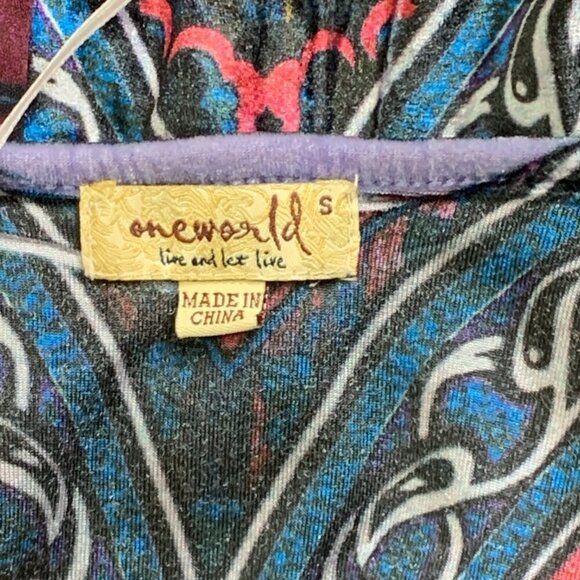 oneworld
S
live and let live
MADE IN
CHINA